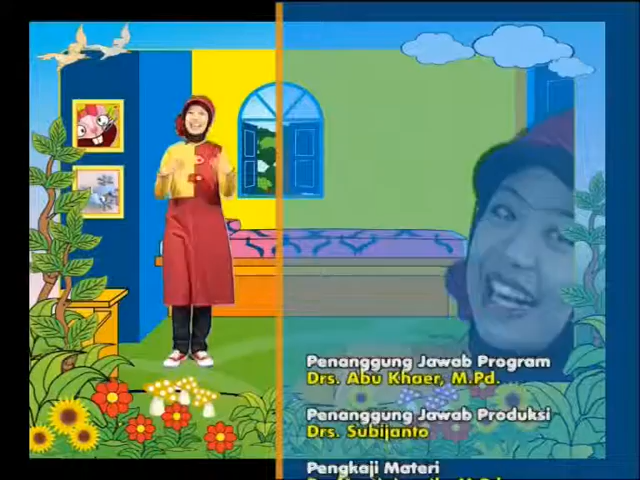 Penanggung Jawab Program
Drs. Abu Khaer, M.Pd.
Penanggung Jawab Produksi
Drs. Subijanto
Pengkaji Materi